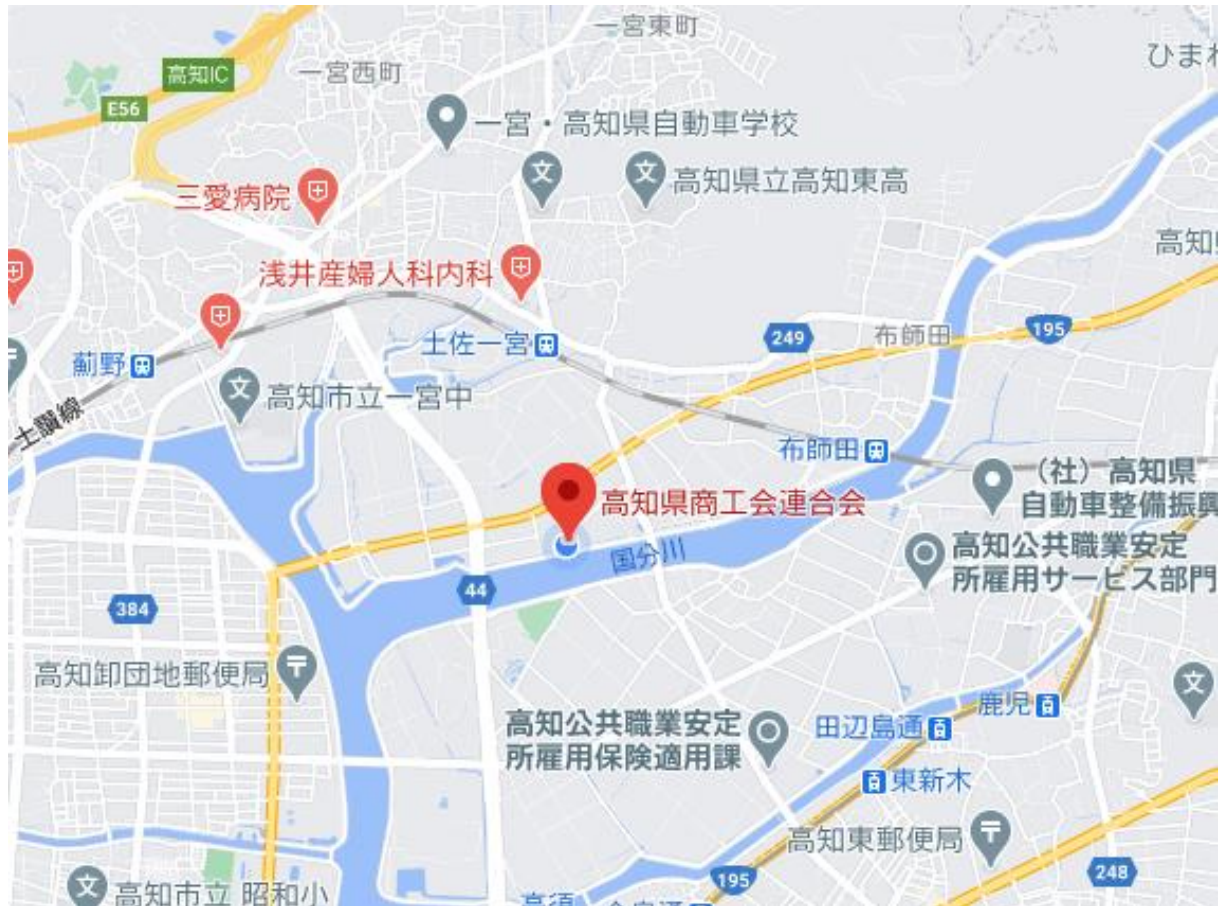 一宮東町
ひまわ
高知IC
一宮西町
E56
一宮・高知県自動車学校
高知県立高知東高
三愛病院
高知県
浅井産婦人科内科
195
249
布師田
土佐一宮
薊野
高知市立一宮中
土讃線
布師田
(社)高知県
自動車整備振興
高知県商工会連合会
国分川
高知公共職業安定
所雇用サービス部門
44
384
高知卸団地郵便局
鹿児
高知公共職業安定
所雇用保険適用課
田辺島通
東新木
高知東郵便局
195
248
高知市立 昭和小